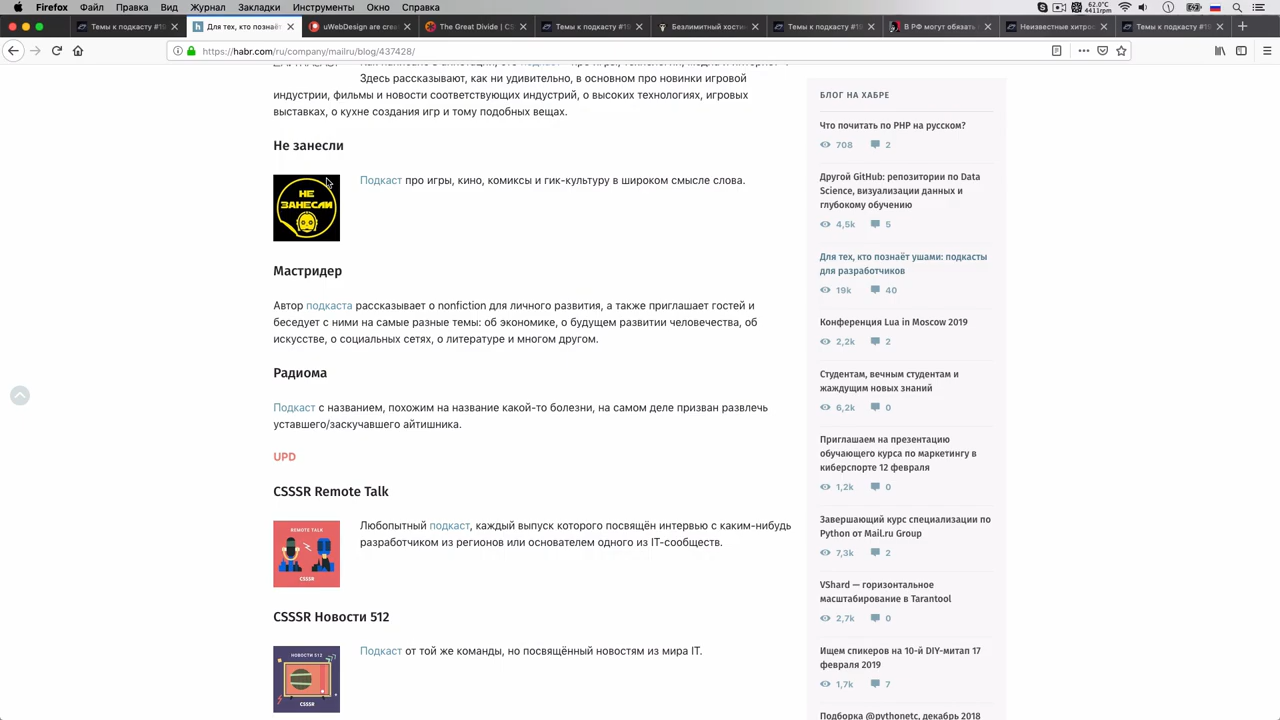 Firefox Файл Правка Вид Журнал Закладки Инструменты Окно Справка
62.0°C
4611rpm
Темы к подкасту #19
Для тех, кто познаёт
uWebDesign are crea
The Great Divide | CS
Темы к подкасту #19
Безлимитный хостин
Темы к подкасту #19
В РФ могут обязать
Неизвестные хитрос
Темы к подкасту #19
https://habr.com/ru/company/mailru/blog/437428/
Здесь рассказывают, как ни удивительно, в основном про новинки игровой
индустрии, фильмы и новости соответствующих индустрий, о высоких технологиях, игровых
выставках, о кухне создания игр и тому подобных вещах.
Не занесли
НЕ
ЗАНЕСЛИ
Подкаст про игры, кино, комиксы и гик-культуру в широком смысле слова.
Мастридер
Автор подкаста рассказывает о nonfiction для личного развития, а также приглашает гостей и
беседует с ними на самые разные темы: об экономике, о будущем развитии человечества, об
искусстве, о социальных сетях, о литературе и многом другом.
Радиома
Подкаст с названием, похожим на название какой-то болезни, на самом деле призван развлечь
уставшего/заскучавшего айтишника.
UPD
CSSSR Remote Talk
REMOTE TALK
CSSSR
Любопытный подкаст, каждый выпуск которого посвящён интервью с каким-нибудь
разработчиком из регионов или основателем одного из IT-сообществ.
CSSSR Новости 512
НОВОСТИ 512
CSSSR
Подкаст от той же команды, но посвящённый новостям из мира IT.
БЛОГ НА ХАБРЕ
Что почитать по PHP на русском?
708 2
Другой GitHub: репозитории по Data
Science, визуализации данных и
глубокому обучению
4,5k 5
Для тех, кто познаёт ушами: подкасты
для разработчиков
19k 40
Конференция Lua in Moscow 2019
2,2k 2
Студентам, вечным студентам и
жаждущим новых знаний
6,2k 0
Приглашаем на презентацию
обучающего курса по маркетингу в
киберспорте 12 февраля
1,2k 0
Завершающий курс специализации по
Python от Mail.ru Group
7,3k 2
VShard — горизонтальное
масштабирование в Tarantool
2,7k 0
Ищем спикеров на 10-й DIY-митап 17
февраля 2019
1,7k 7
Подборка @pythonetc, декабрь 2018